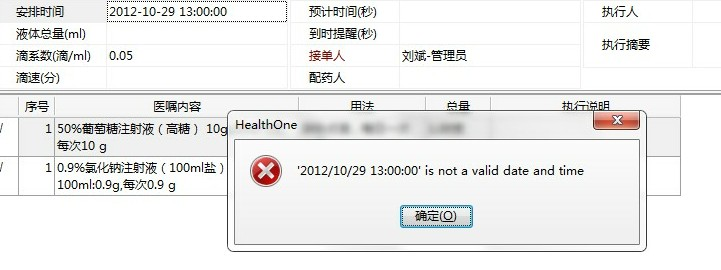 安排时间 2012-10-29 13:00:00 预计时间(秒) 执行人
液体总量(ml) 到时提醒(秒) 执行摘要
滴系数(滴/ml) 0.05 接单人 刘斌-管理员
滴速(分) 配药人
序号 医嘱内容 用法 总量 执行说明
1 50%葡萄糖注射液（高糖）10g
每次10 g
1 0.9%氯化钠注射液（100ml盐）
100ml:0.9g,每次0.9 g
HealthOne
'2012/10/29 13:00:00' is not a valid date and time
确定(O)